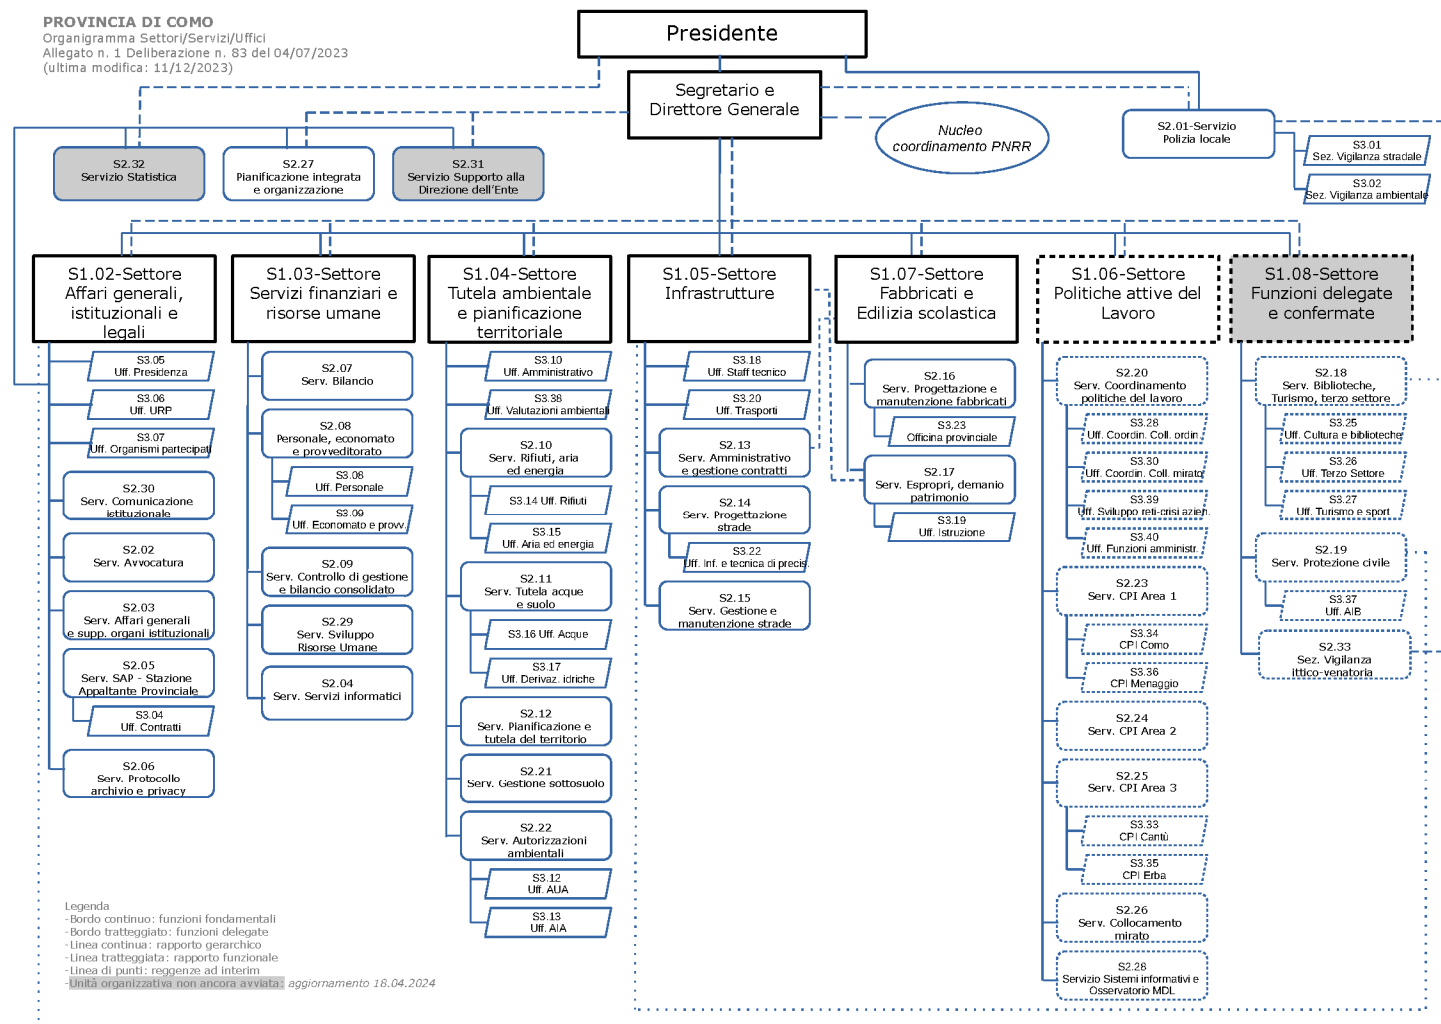 PROVINCIA DI COMO
Organigramma Settori/Servizi/Uffici
Allegato n. 1 Deliberazione n. 83 del 04/07/2023
(ultima modifica: 11/12/2023)
Presidente
Segretario e
Direttore Generale
Nucleo
coordinamento PNRR
S2.01-Servizio
Polizia locale
S3.01
Sez. Vigilanza stradale
S3.02
Sez. Vigilanza ambientale
S2.32
Servizio Statistica
S2.27
Pianificazione integrata
e organizzazione
S2.31
Servizio Supporto alla
Direzione dell'Ente
S1.02-Settore
Affari generali,
istituzionali e
legali
S3.05
Uff. Presidenza
S3.06
Uff. URP
S3.07
Uff. Organismi partecipati
S2.30
Serv. Comunicazione
istituzionale
S2.02
Serv. Avvocatura
S2.03
Serv. Affari generali
e supp. organi istituzionali
S2.05
Serv. SAP - Stazione
Appaltante Provinciale
S3.04
Uff. Contratti
S2.06
Serv. Protocollo
archivio e privacy
S1.03-Settore
Servizi finanziari e
risorse umane
S2.07
Serv. Bilancio
S2.08
Personale, economato
e provveditorato
S3.08
Uff. Personale
S3.09
Uff. Economato e provv.
S2.09
Serv. Controllo di gestione
e bilancio consolidato
S2.29
Serv. Sviluppo
Risorse Umane
S2.04
Serv. Servizi informatici
S1.04-Settore
Tutela ambientale
e pianificazione
territoriale
S3.10
Uff. Amministrativo
S3.38
Uff. Valutazioni ambientali
S2.10
Serv. Rifiuti, aria
ed energia
S3.14 Uff. Rifiuti
S3.15
Uff. Aria ed energia
S2.11
Serv. Tutela acque
e suolo
S3.16 Uff. Acque
S3.17
Uff. Derivaz. idriche
S2.12
Serv. Pianificazione e
tutela del territorio
S2.21
Serv. Gestione sottosuolo
S2.22
Serv. Autorizzazioni
ambientali
S3.12
Uff. AUA
S3.13
Uff. AIA
S1.05-Settore
Infrastrutture
S3.18
Uff. Staff tecnico
S3.20
Uff. Trasporti
S2.13
Serv. Amministrativo
e gestione contratti
S2.14
Serv. Progettazione
strade
S3.22
Uff. Inf. e tecnica di precis.
S2.15
Serv. Gestione e
manutenzione strade
S1.07-Settore
Fabbricati e
Edilizia scolastica
S2.16
Serv. Progettazione e
manutenzione fabbricati
S3.23
Officina provinciale
S2.17
Serv. Espropri, demanio
patrimonio
S3.19
Uff. Istruzione
S1.06-Settore
Politiche attive del
Lavoro
S2.20
Serv. Coordinamento
politiche del lavoro
S3.28
Uff. Coordin. Coll. ordin.
S3.30
Uff. Coordin. Coll. mirato
S3.39
Uff. Sviluppo reti-crisi azien.
S3.40
Uff. Funzioni amministr.
S2.23
Serv. CPI Area 1
S3.34
CPI Como
S3.36
CPI Menaggio
S2.24
Serv. CPI Area 2
S2.25
Serv. CPI Area 3
S3.33
CPI Cantù
S3.35
CPI Erba
S2.26
Serv. Collocamento
mirato
S2.28
Servizio Sistemi informativi e
Osservatorio MDL
S1.08-Settore
Funzioni delegate
e confermate
S2.18
Serv. Biblioteche,
Turismo, terzo settore
S3.25
Uff. Cultura e biblioteche
S3.26
Uff. Terzo Settore
S3.27
Uff. Turismo e sport
S2.19
Serv. Protezione civile
S3.37
Uff. AIB
S2.33
Sez. Vigilanza
ittico-venatoria
Legenda
-Bordo continuo: funzioni fondamentali
-Bordo tratteggiato: funzioni delegate
-Linea continua: rapporto gerarchico
-Linea tratteggiata: rapporto funzionale
-Linea di punti: reggenze ad interim
-Unità organizzativa non ancora avviata: aggiornamento 18.04.2024